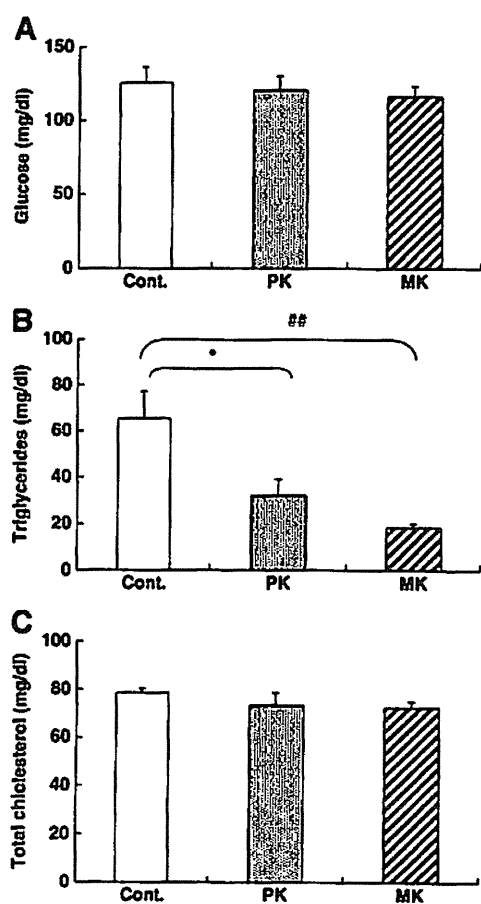 A
150
100
50
0
Glucose (mg/dl)
Cont. PK MK
B
##
*
100
80
60
40
20
0
Triglycerides (mg/dl)
Cont. PK MK
C
100
80
60
40
20
0
Total chlolesterol (mg/dl)
Cont. PK MK